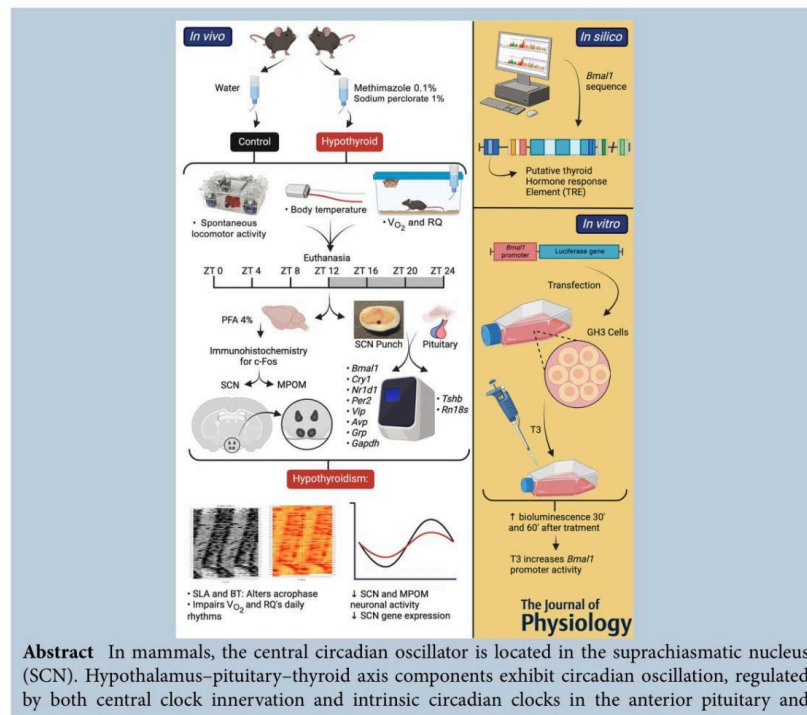 In vivo
Water
Methimazole 0.1%
Sodium perclorate 1%
Control
Hypothyroid
• Spontaneous
locomotor activity
• Body temperature
• VO2 and RQ
Euthanasia
ZT 0 ZT 4 ZT 8 ZT 12 ZT 16 ZT 20 ZT 24
PFA 4%
SCN Punch
Pituitary
Immunohistochemistry
for c-Fos
SCN MPOM
• Bmal1
• Cry1
• Nr1d1
• Per2
• Vip
• Avp
• Grp
• Gapdh
• Tshb
• Rn18s
Hypothyroidism:
• SLA and BT: Alters acrophase
• Impairs VO2 and RQ's daily
rhythms
↓ SCN and MPOM
neuronal activity
↓ SCN gene expression
In silico
Bmal1
sequence
Putative thyroid
Hormone response
Element (TRE)
In vitro
Bmal1
promoter
Luciferase gene
Transfection
GH3 Cells
T3
↑ bioluminescence 30'
and 60' after tratment
T3 increases Bmal1
promoter activity
The Journal of
Physiology
Abstract In mammals, the central circadian oscillator is located in the suprachiasmatic nucleus
(SCN). Hypothalamus–pituitary–thyroid axis components exhibit circadian oscillation, regulated
by both central clock innervation and intrinsic circadian clocks in the anterior pituitary and